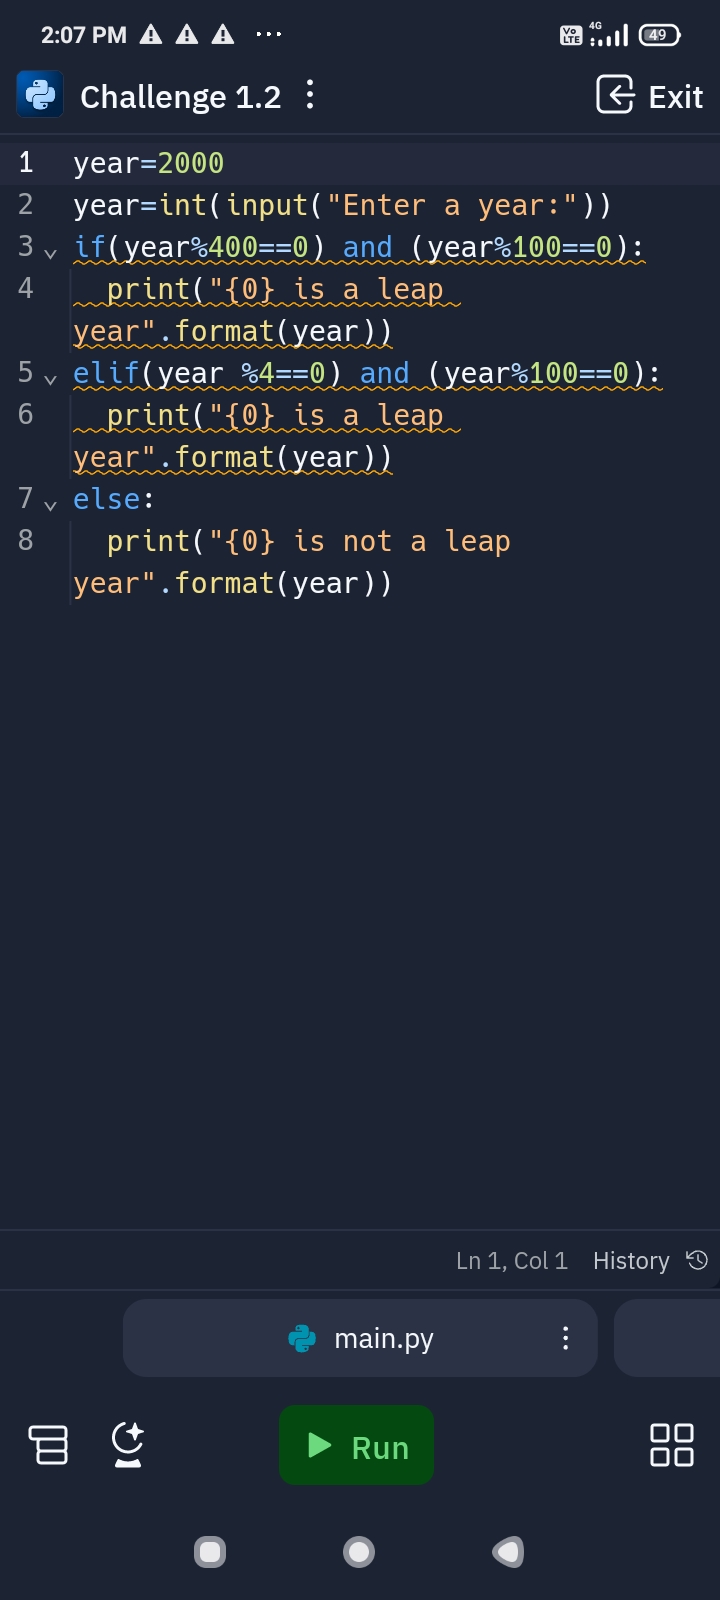 2:07 PM ... Vo LTE 4G 49
Challenge 1.2 Exit
1 year=2000
2 year=int(input("Enter a year:"))
3 if(year%400==0) and (year%100==0):
4 print("{0} is a leap
year".format(year))
5 elif(year %4==0) and (year%100==0):
6 print("{0} is a leap
year".format(year))
7 else:
8 print("{0} is not a leap
year".format(year))
Ln 1, Col 1 History
main.py
Run